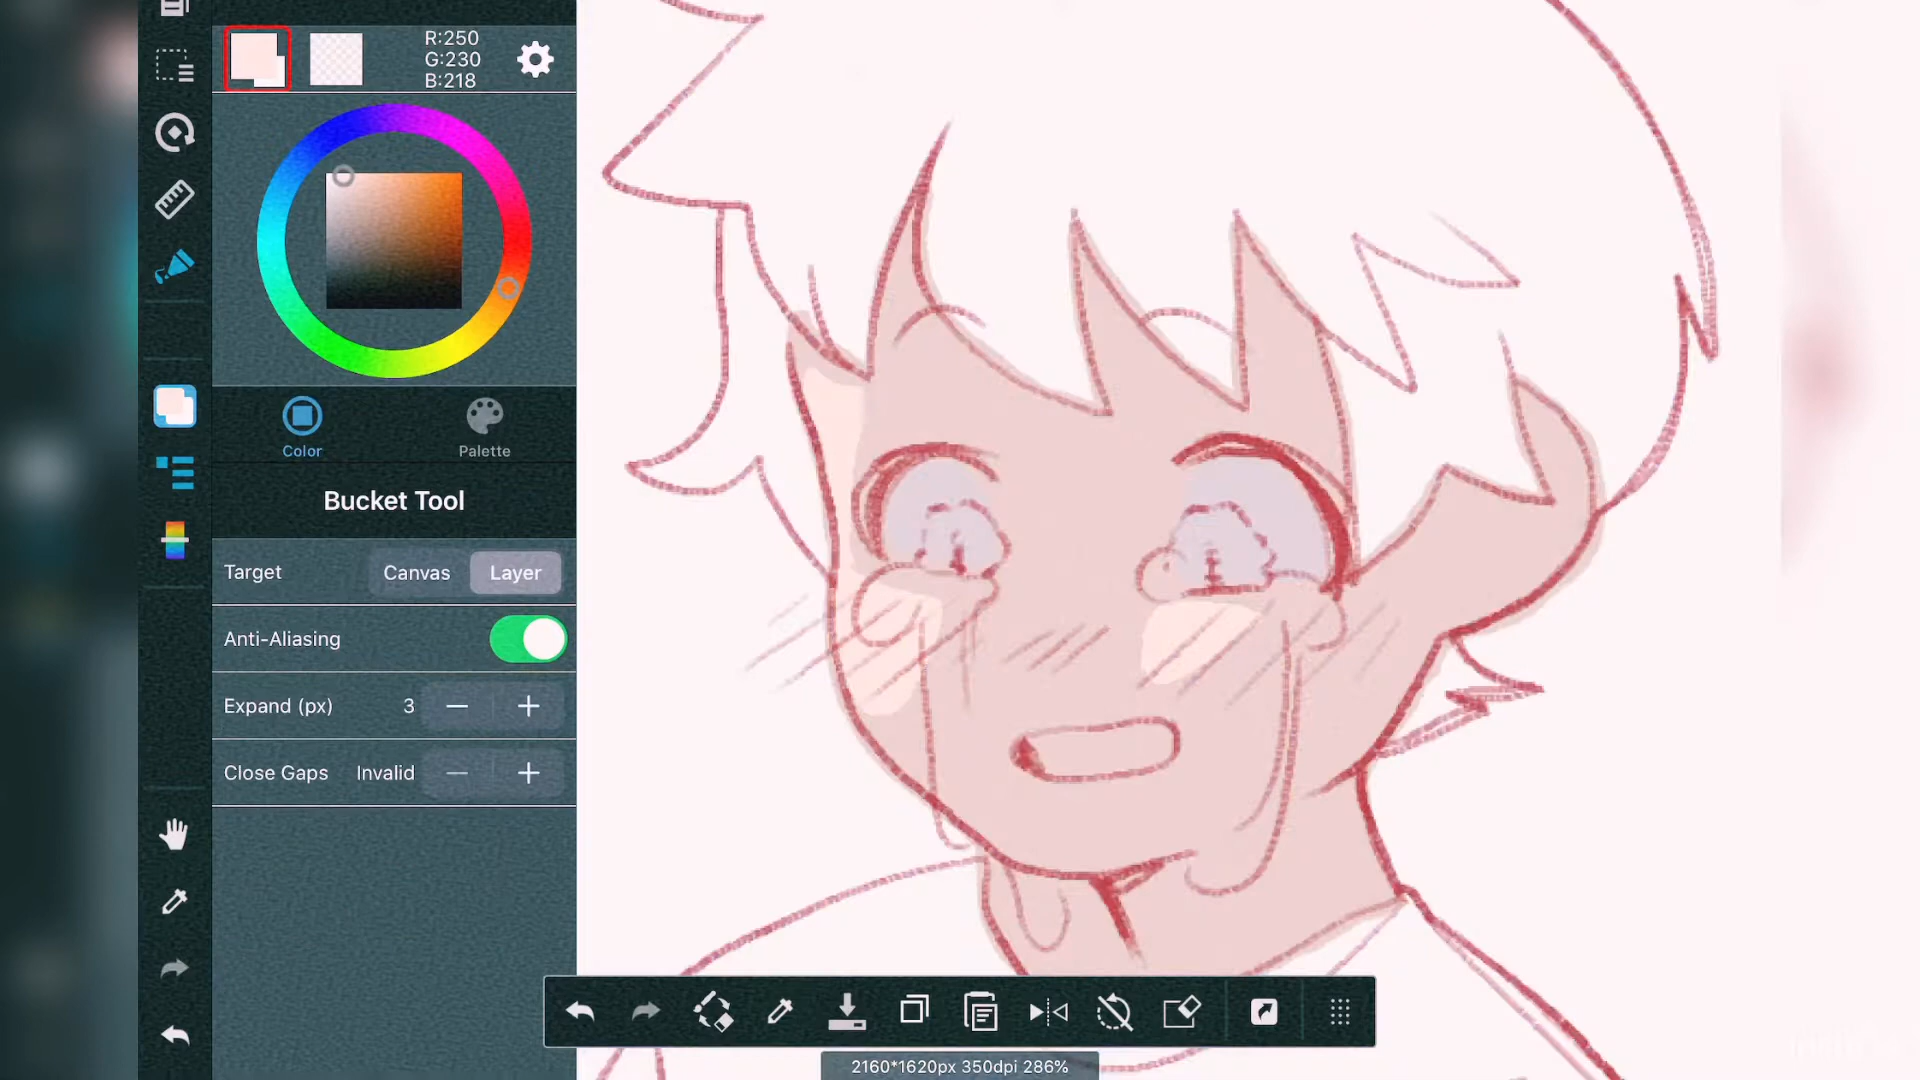 R:250
G:230
B:218
Color
Palette
Bucket Tool
Target Canvas Layer
Anti-Aliasing
Expand (px) 3
Close Gaps Invalid
2160*1620px 350dpi 286%